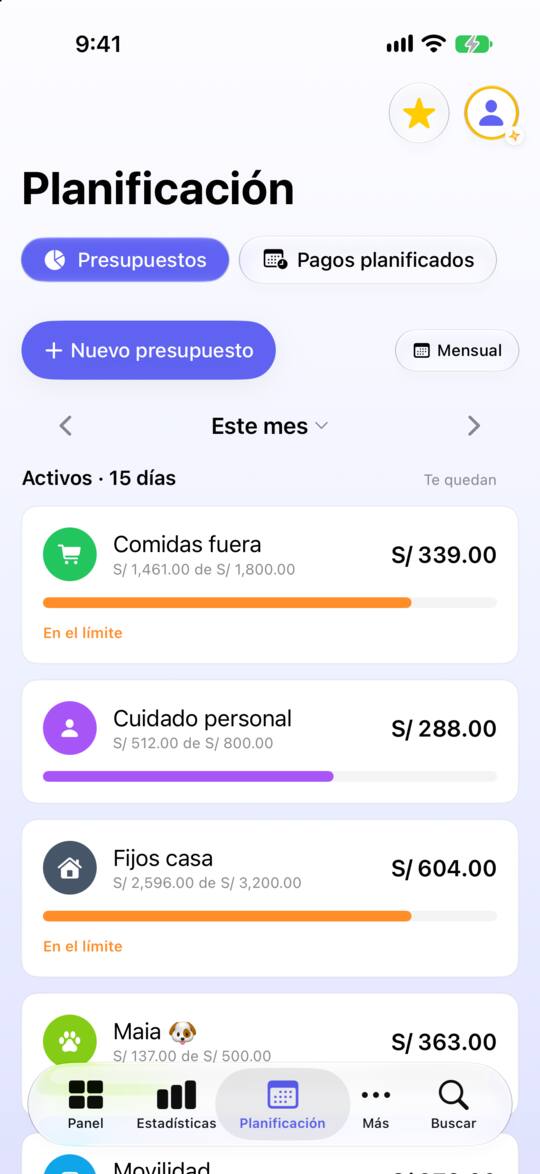 9:41
Planificación
Presupuestos
Pagos planificados
+ Nuevo presupuesto
Mensual
Este mes
Activos · 15 días
Te quedan
Comidas fuera
S/ 339.00
S/ 1,461.00 de S/ 1,800.00
En el límite
Cuidado personal
S/ 288.00
S/ 512.00 de S/ 800.00
Fijos casa
S/ 604.00
S/ 2,596.00 de S/ 3,200.00
En el límite
Maia 🐶
S/ 363.00
S/ 137.00 de S/ 500.00
Panel
Estadísticas
Planificación
Más
Buscar
Movilidad